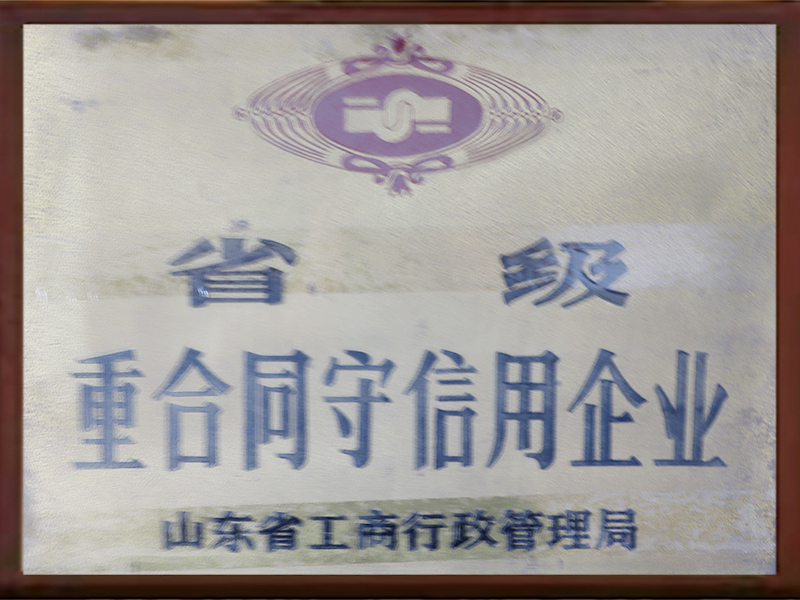 省 级
重合同守信用企业
山东省工商行政管理局